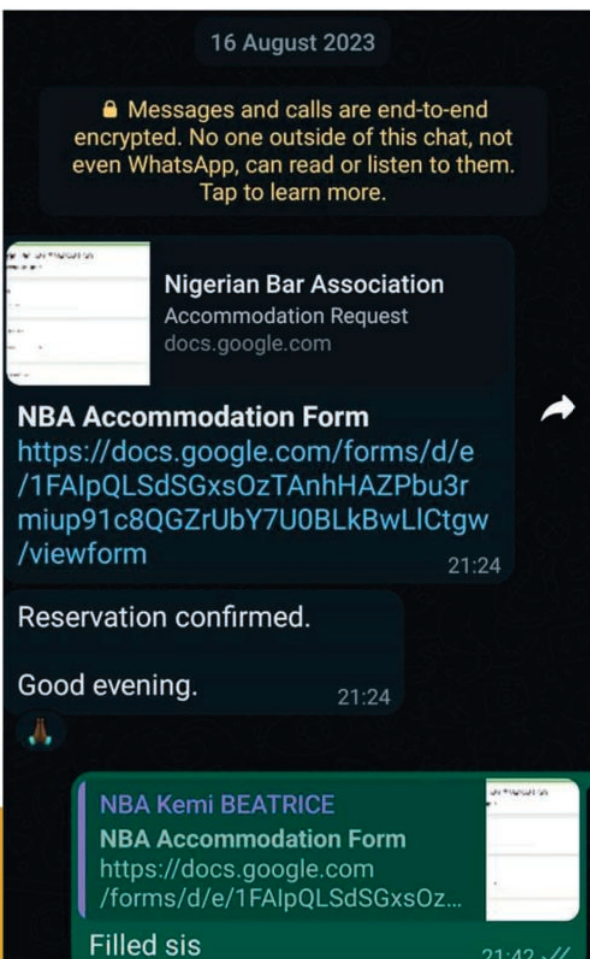 16 August 2023
Messages and calls are end-to-end
encrypted. No one outside of this chat, not
even WhatsApp, can read or listen to them.
Tap to learn more.
Nigerian Bar Association
Accommodation Request
docs.google.com
NBA Accommodation Form
https://docs.google.com/forms/d/e
/1FAIpQLSdSGxsOzTAnhHAZPbu3r
miup91c8QGZrUbY7U0BLkBwLlCtgw
/viewform
21:24
Reservation confirmed.
Good evening.
21:24
NBA Kemi BEATRICE
NBA Accommodation Form
https://docs.google.com
/forms/d/e/1FAIpQLSdSGxsOz...
Filled sis
21:42